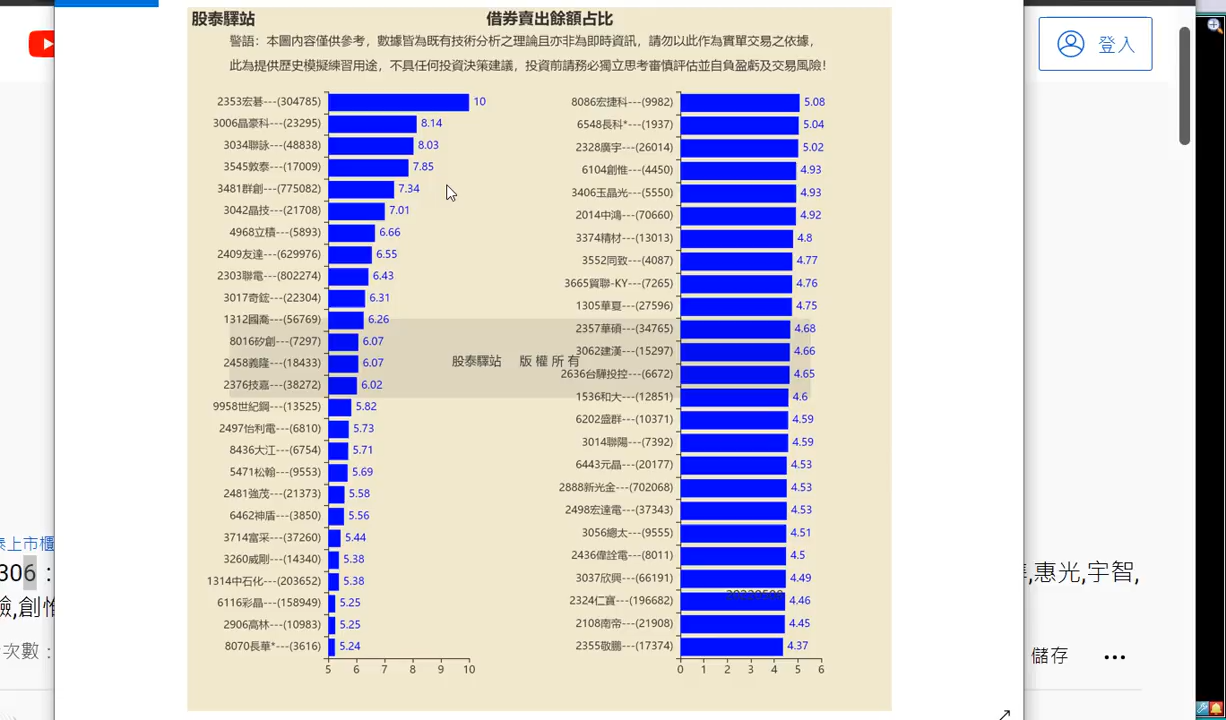 股泰驛站
借券賣出餘額占比
警語：本圖內容僅供參考，數據皆為既有技術分析之理論且亦非為即時資訊，請勿以此作為實單交易之依據，
此為提供歷史模擬練習用途，不具任何投資決策建議，投資前請務必獨立思考審慎評估並自負盈虧及交易風險！
登入
2353宏碁---(304785) 10
3006晶豪科---(23295) 8.14
3034聯詠---(48838) 8.03
3545敦泰---(17009) 7.85
3481群創---(775082) 7.34
3042晶技---(21708) 7.01
4968立積---(5893) 6.66
2409友達---(629976) 6.55
2303聯電---(802274) 6.43
3017奇鋐---(22304) 6.31
1312國喬---(56769) 6.26
8016矽創---(7297) 6.07
2458義隆---(18433) 6.07
2376技嘉---(38272) 6.02
9958世紀鋼---(13525) 5.82
2497怡利電---(6810) 5.73
8436大江---(6754) 5.71
5471松翰---(9553) 5.69
2481強茂---(21373) 5.58
6462神盾---(3850) 5.56
3714富采---(37260) 5.44
3260威剛---(14340) 5.38
1314中石化---(203652) 5.38
6116彩晶---(158949) 5.25
2906高林---(10983) 5.25
8070長華*---(3616) 5.24
5 6 7 8 9 10
8086宏捷科---(9982) 5.08
6548長科*---(1937) 5.04
2328廣宇---(26014) 5.02
6104創惟---(4450) 4.93
3406玉晶光---(5550) 4.93
2014中鴻---(70660) 4.92
3374精材---(13013) 4.8
3552同致---(4087) 4.77
3665貿聯-KY---(7265) 4.76
1305華夏---(27596) 4.75
2357華碩---(34765) 4.68
3062建漢---(15297) 4.66
2636台驊投控---(6672) 4.65
1536和大---(12851) 4.6
6202盛群---(10371) 4.59
3014聯陽---(7392) 4.59
6443元晶---(20177) 4.53
2888新光金---(702068) 4.53
2498宏達電---(37343) 4.53
3056總太---(9555) 4.51
2436偉詮電---(8011) 4.5
3037欣興---(66191) 4.49
2324仁寶---(196682) 4.46
2108南帝---(21908) 4.45
2355敬鵬---(17374) 4.37
0 1 2 3 4 5 6
股泰驛站 版 權 所 有
泰上市櫃
306：
,惠光,宇智,
險,創惟
次數：
儲存